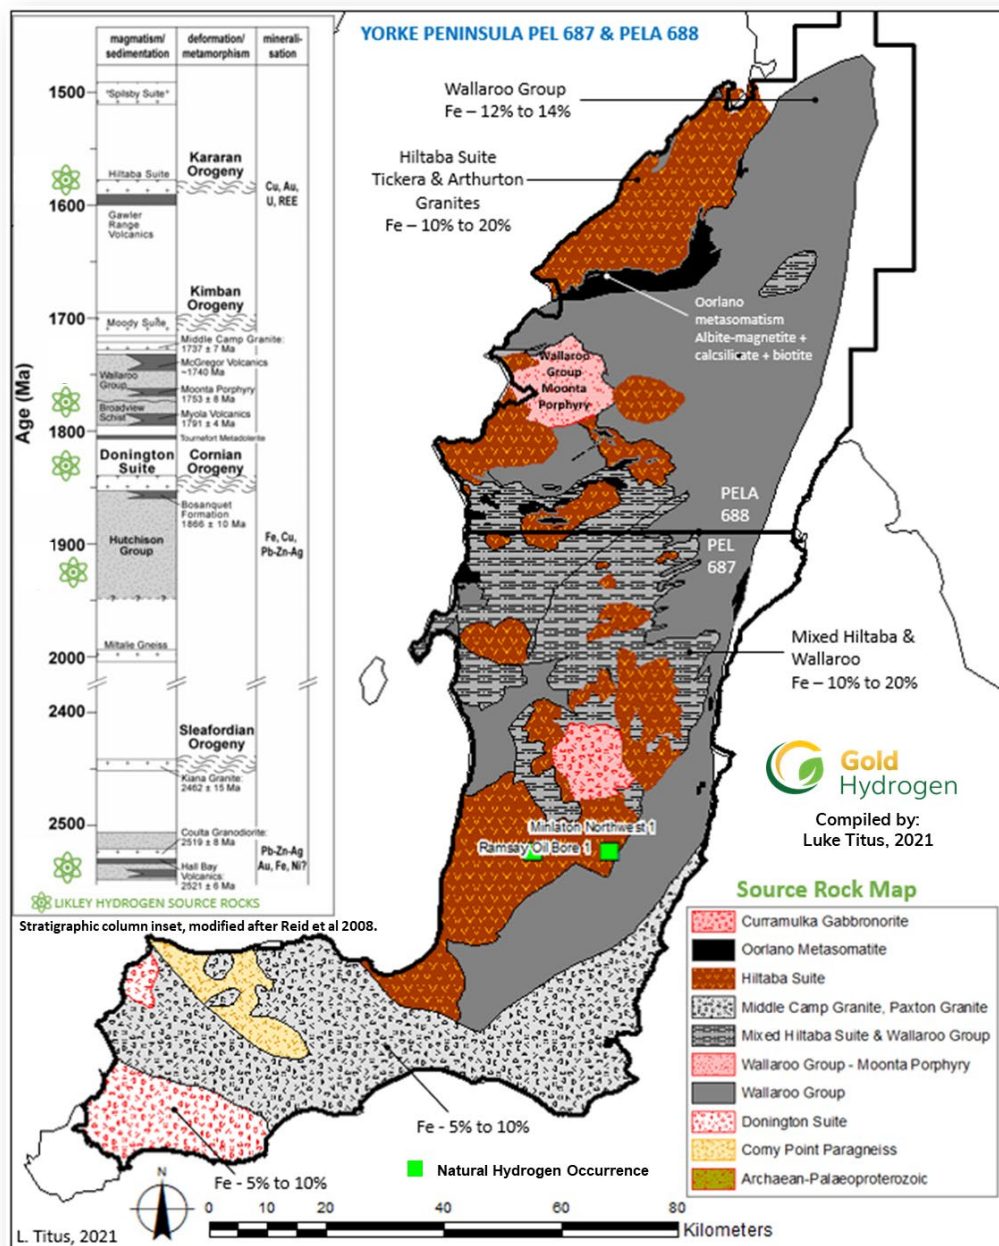 YORKE PENINSULA PEL 687 & PELA 688
magmatism/
sedimentation
deformation/
metamorphism
minerali-
sation
Age (Ma)
1500
1600
1700
1800
1900
2000
2400
2500
"Spilsby Suite"
Hiltaba Suite
Kararan
Orogeny
Cu, Au,
U, REE
Gawler
Range
Volcanics
Kimban
Orogeny
Moody Suite
Middle Camp Granite:
1737 ± 7 Ma
McGregor Volcanics
~1740 Ma
Wallaroo
Group
Moonta Porphyry
1753 ± 8 Ma
Broadview
Schist
Myola Volcanics
1791 ± 4 Ma
Tournefort Metadolerite
Donington
Suite
Cornian
Orogeny
Bosanquet
Formation
1866 ± 10 Ma
Hutchison
Group
Fe, Cu,
Pb-Zn-Ag
? ?
Miltalie Gneiss
Sleafordian
Orogeny
Kiana Granite:
2462 ± 15 Ma
Coulta Granodiorite:
2519 ± 8 Ma
Pb-Zn-Ag
Au, Fe, Ni?
Hall Bay
Volcanics:
2521 ± 6 Ma
LIKLEY HYDROGEN SOURCE ROCKS
Stratigraphic column inset, modified after Reid et al 2008.
Wallaroo Group
Fe – 12% to 14%
Hiltaba Suite
Tickera & Arthurton
Granites
Fe – 10% to 20%
Oorlano
metasomatism
Albite-magnetite +
calcsilicate + biotite
Wallaroo
Group
Moonta
Porphyry
PELA
688
PEL
687
Mixed Hiltaba &
Wallaroo
Fe – 10% to 20%
Minlaton Northwest 1
Ramsay Oil Bore 1
Gold
Hydrogen
Compiled by:
Luke Titus, 2021
Source Rock Map
Curramulka Gabbronorite
Oorlano Metasomatite
Hiltaba Suite
Middle Camp Granite, Paxton Granite
Mixed Hiltaba Suite & Wallaroo Group
Wallaroo Group - Moonta Porphyry
Wallaroo Group
Donington Suite
Corny Point Paragneiss
Archaean-Palaeoproterozoic
Fe - 5% to 10%
Natural Hydrogen Occurrence
Fe - 5% to 10%
N
0 10 20 40 60 80
Kilometers
L. Titus, 2021